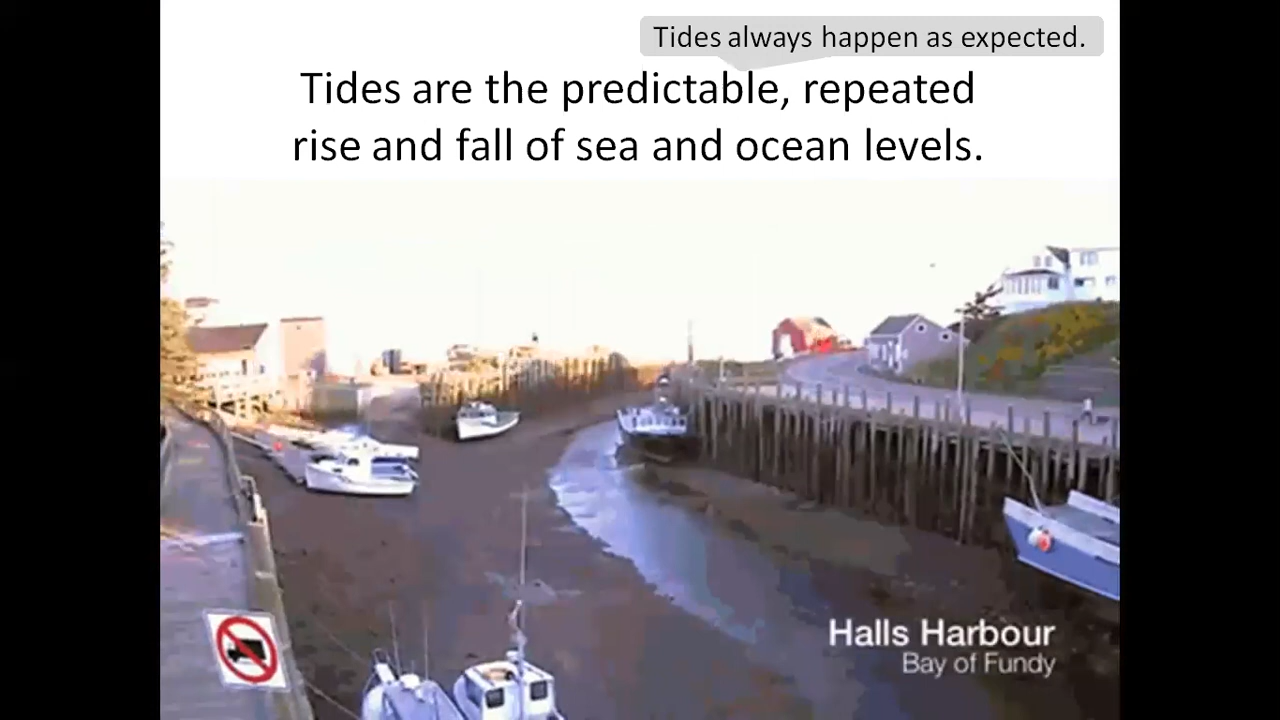 Tides always happen as expected.
Tides are the predictable, repeated
rise and fall of sea and ocean levels.
Halls Harbour
Bay of Fundy